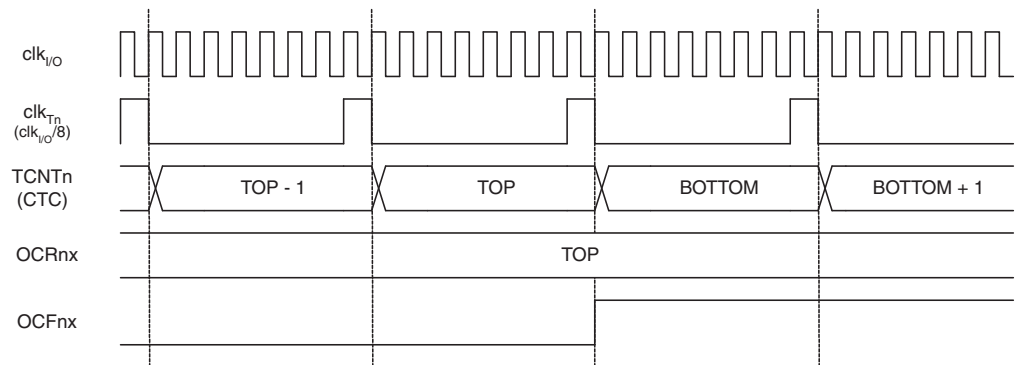 clkI/O
clkTn
(clkI/O/8)
TCNTn
(CTC)
TOP - 1
TOP
BOTTOM
BOTTOM + 1
OCRnx
TOP
OCFnx